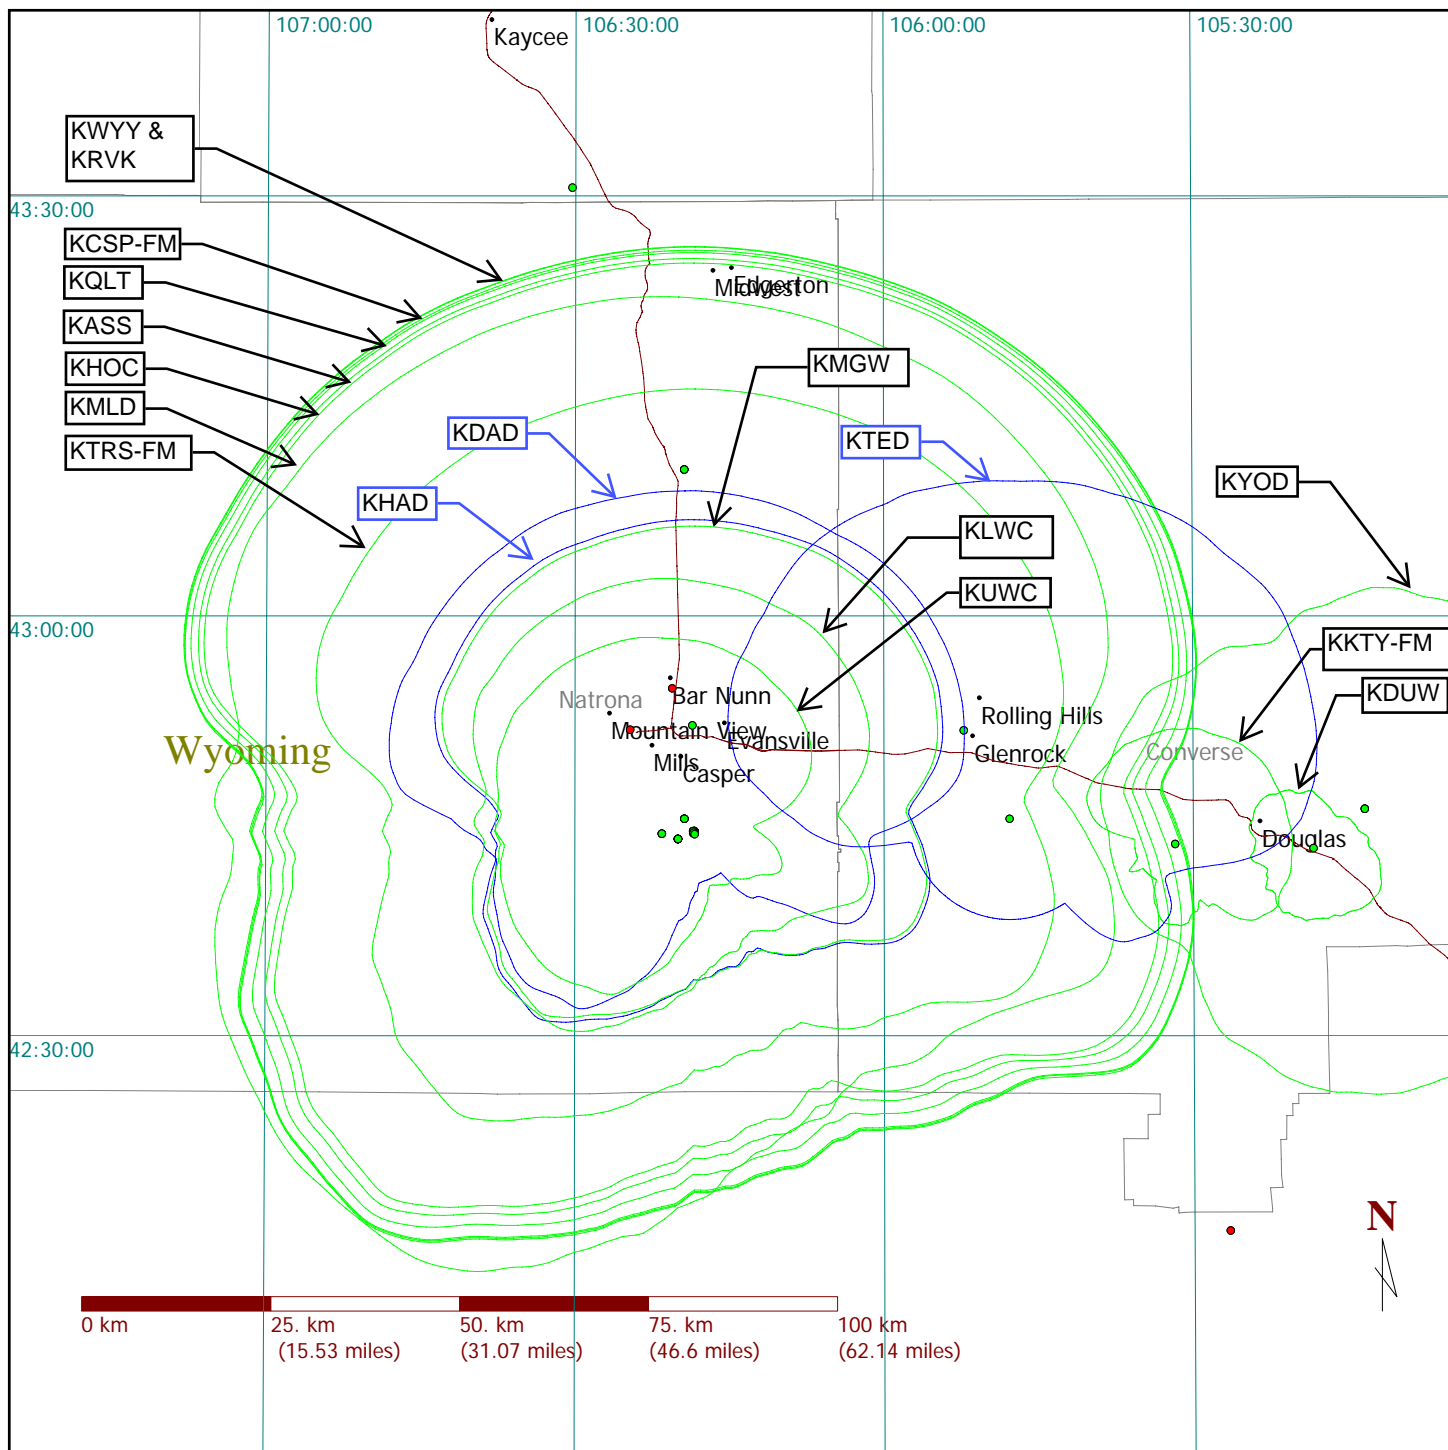 107:00:00
106:30:00
106:00:00
105:30:00
Kaycee
KWYY &
KRVK
43:30:00
KCSP-FM
KQLT
KASS
KHOC
KMLD
KTRS-FM
Edgerton
Midwest
KMGW
KDAD
KTED
KHAD
KYOD
KLWC
KUWC
43:00:00
KKTY-FM
KDUW
Natrona
Bar Nunn
Rolling Hills
Mountain View
Evansville
Wyoming
Glenrock
Converse
Mills
Casper
Douglas
42:30:00
N
0 km
25. km
50. km
75. km
100 km
(15.53 miles)
(31.07 miles)
(46.6 miles)
(62.14 miles)